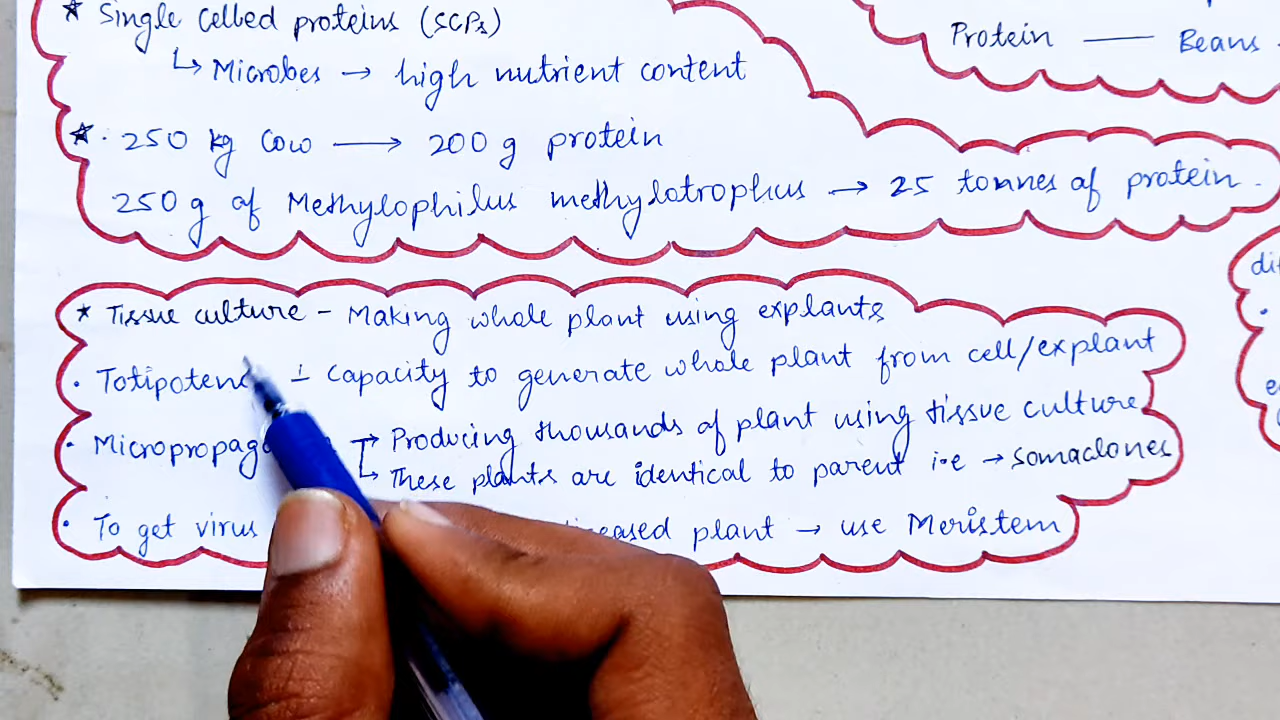 * Single Celled proteins (SCPs)
↳ Microbes → high nutrient content
Protein — Beans
*. 250 kg Cow → 200 g protein
250 g of Methylophilus methylotrophus → 25 tonnes of protein.
* Tissue culture - Making whole plant using explants
• Totipotenc : Capacity to generate whole plant from cell/explant
• Micropropag → Producing thousands of plant using tissue culture
↳ These plants are identical to parent i.e → somaclones
• To get virus eased plant → use Meristem